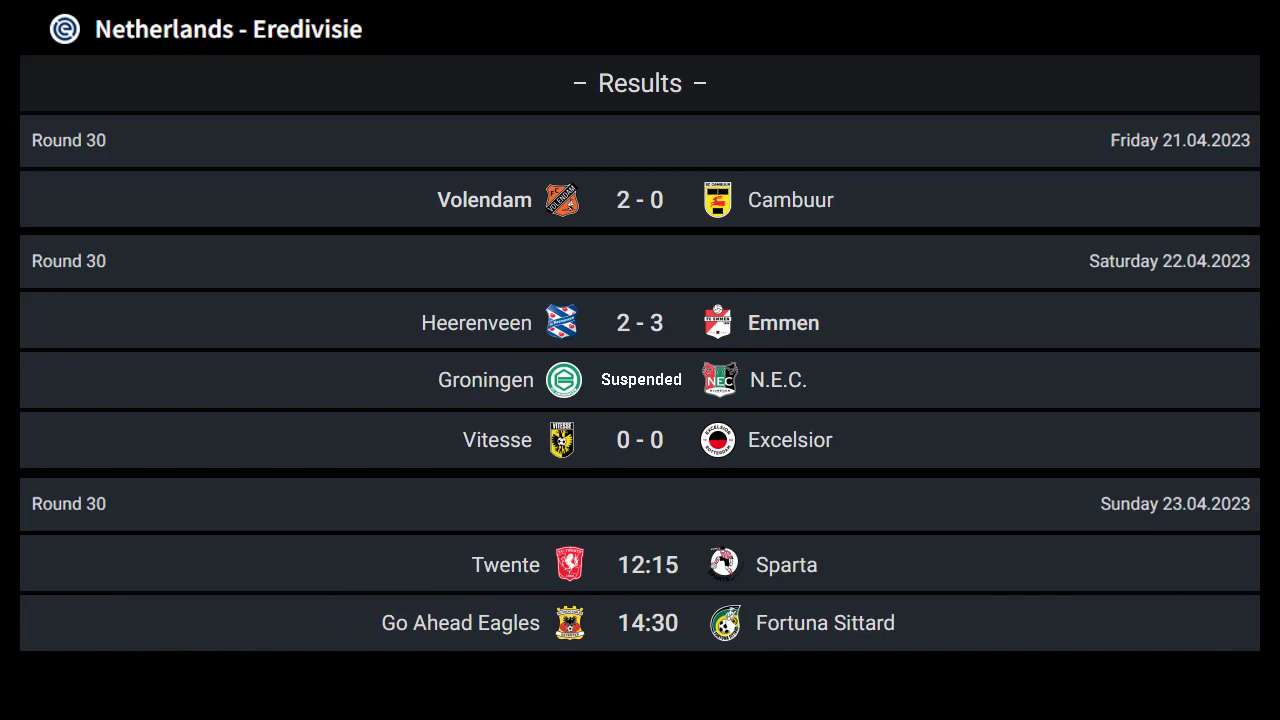 Netherlands - Eredivisie
– Results –
Round 30 Friday 21.04.2023
Volendam 2 - 0 Cambuur
Round 30 Saturday 22.04.2023
Heerenveen 2 - 3 Emmen
Groningen Suspended N.E.C.
Vitesse 0 - 0 Excelsior
Round 30 Sunday 23.04.2023
Twente 12:15 Sparta
Go Ahead Eagles 14:30 Fortuna Sittard